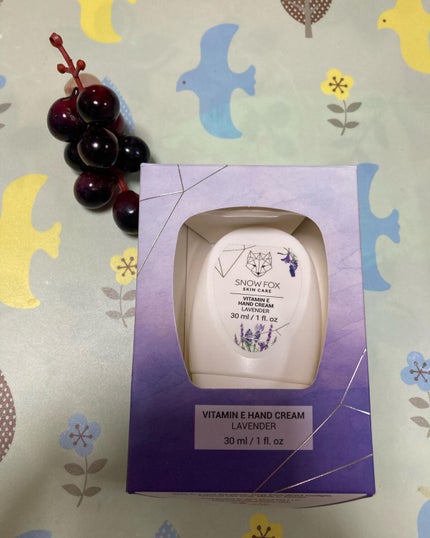 SNOW FOX
SKIN CARE
VITAMIN E
HAND CREAM
LAVENDER
30 ml / 1 fl. oz
VITAMIN E HAND CREAM
LAVENDER
30 ml / 1 fl. oz